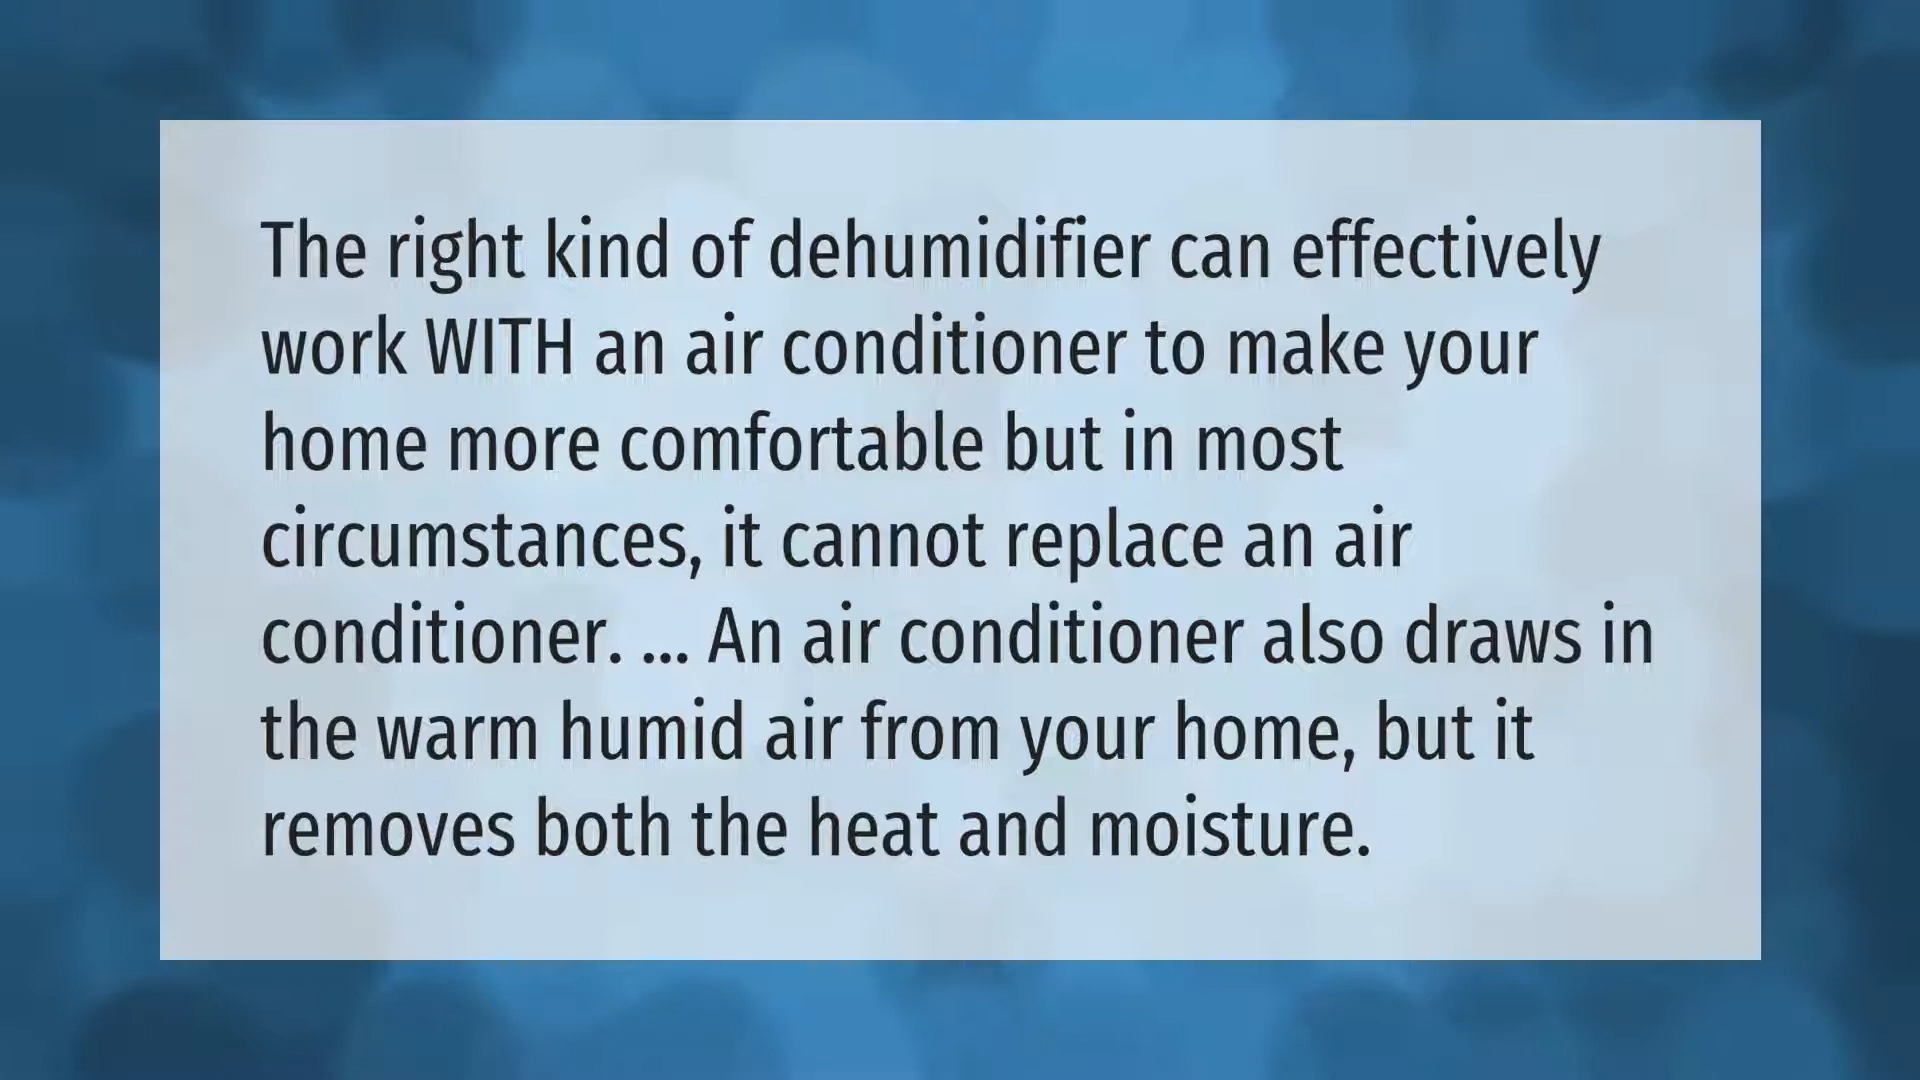 The right kind of dehumidifier can effectively
work WITH an air conditioner to make your
home more comfortable but in most
circumstances, it cannot replace an air
conditioner. ... An air conditioner also draws in
the warm humid air from your home, but it
removes both the heat and moisture.